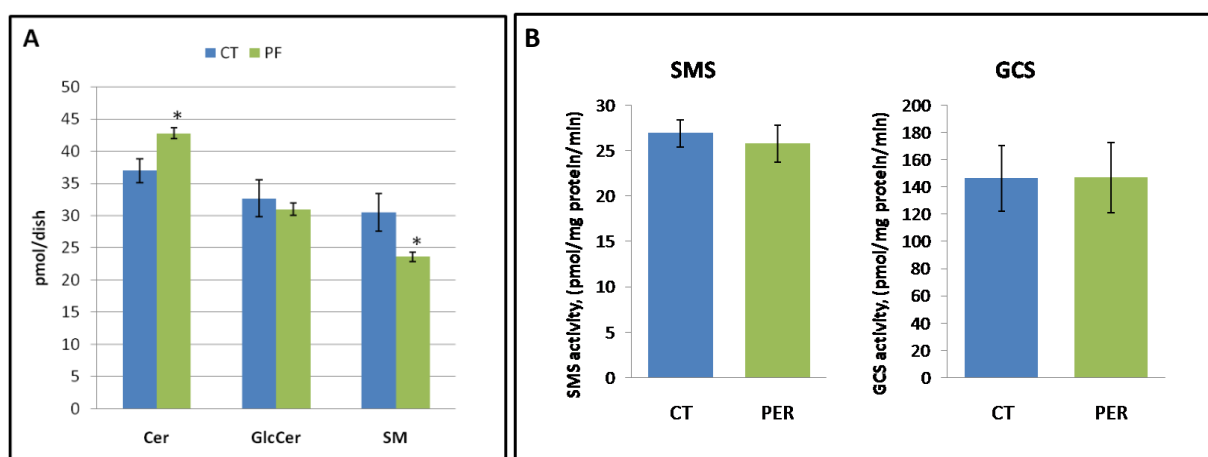 A
CT PF
50
45
40
35
30
25
20
15
10
5
0
pmol/dish
*
*
Cer GlcCer SM
B
SMS
30
25
20
15
10
5
0
SMS activity, (pmol/mg protein/min)
CT PER
GCS
200
180
160
140
120
100
80
60
40
20
0
GCS activity, (pmol/mg protein/min)
CT PER